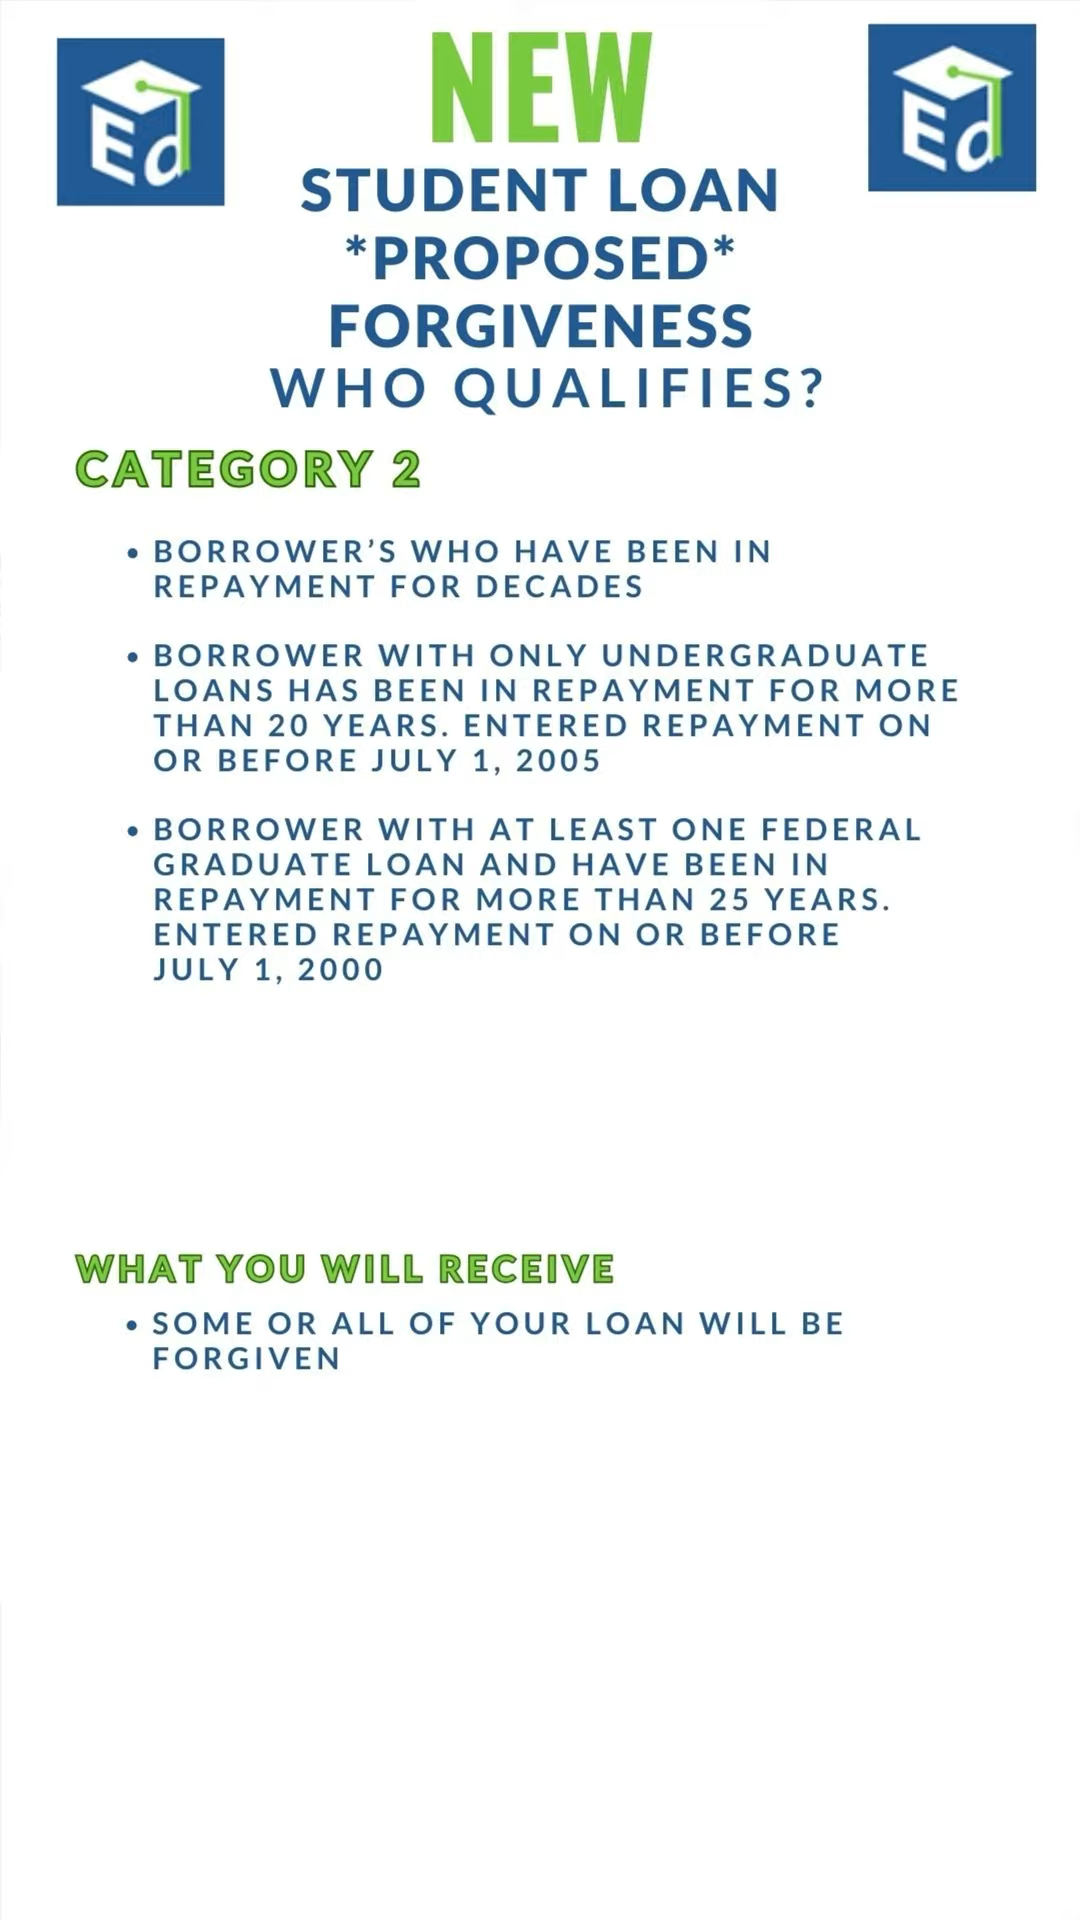 Ed
NEW
Ed
STUDENT LOAN
*PROPOSED*
FORGIVENESS
WHO QUALIFIES?
CATEGORY 2
• BORROWER’S WHO HAVE BEEN IN
REPAYMENT FOR DECADES
• BORROWER WITH ONLY UNDERGRADUATE
LOANS HAS BEEN IN REPAYMENT FOR MORE
THAN 20 YEARS. ENTERED REPAYMENT ON
OR BEFORE JULY 1, 2005
• BORROWER WITH AT LEAST ONE FEDERAL
GRADUATE LOAN AND HAVE BEEN IN
REPAYMENT FOR MORE THAN 25 YEARS.
ENTERED REPAYMENT ON OR BEFORE
JULY 1, 2000
WHAT YOU WILL RECEIVE
• SOME OR ALL OF YOUR LOAN WILL BE
FORGIVEN